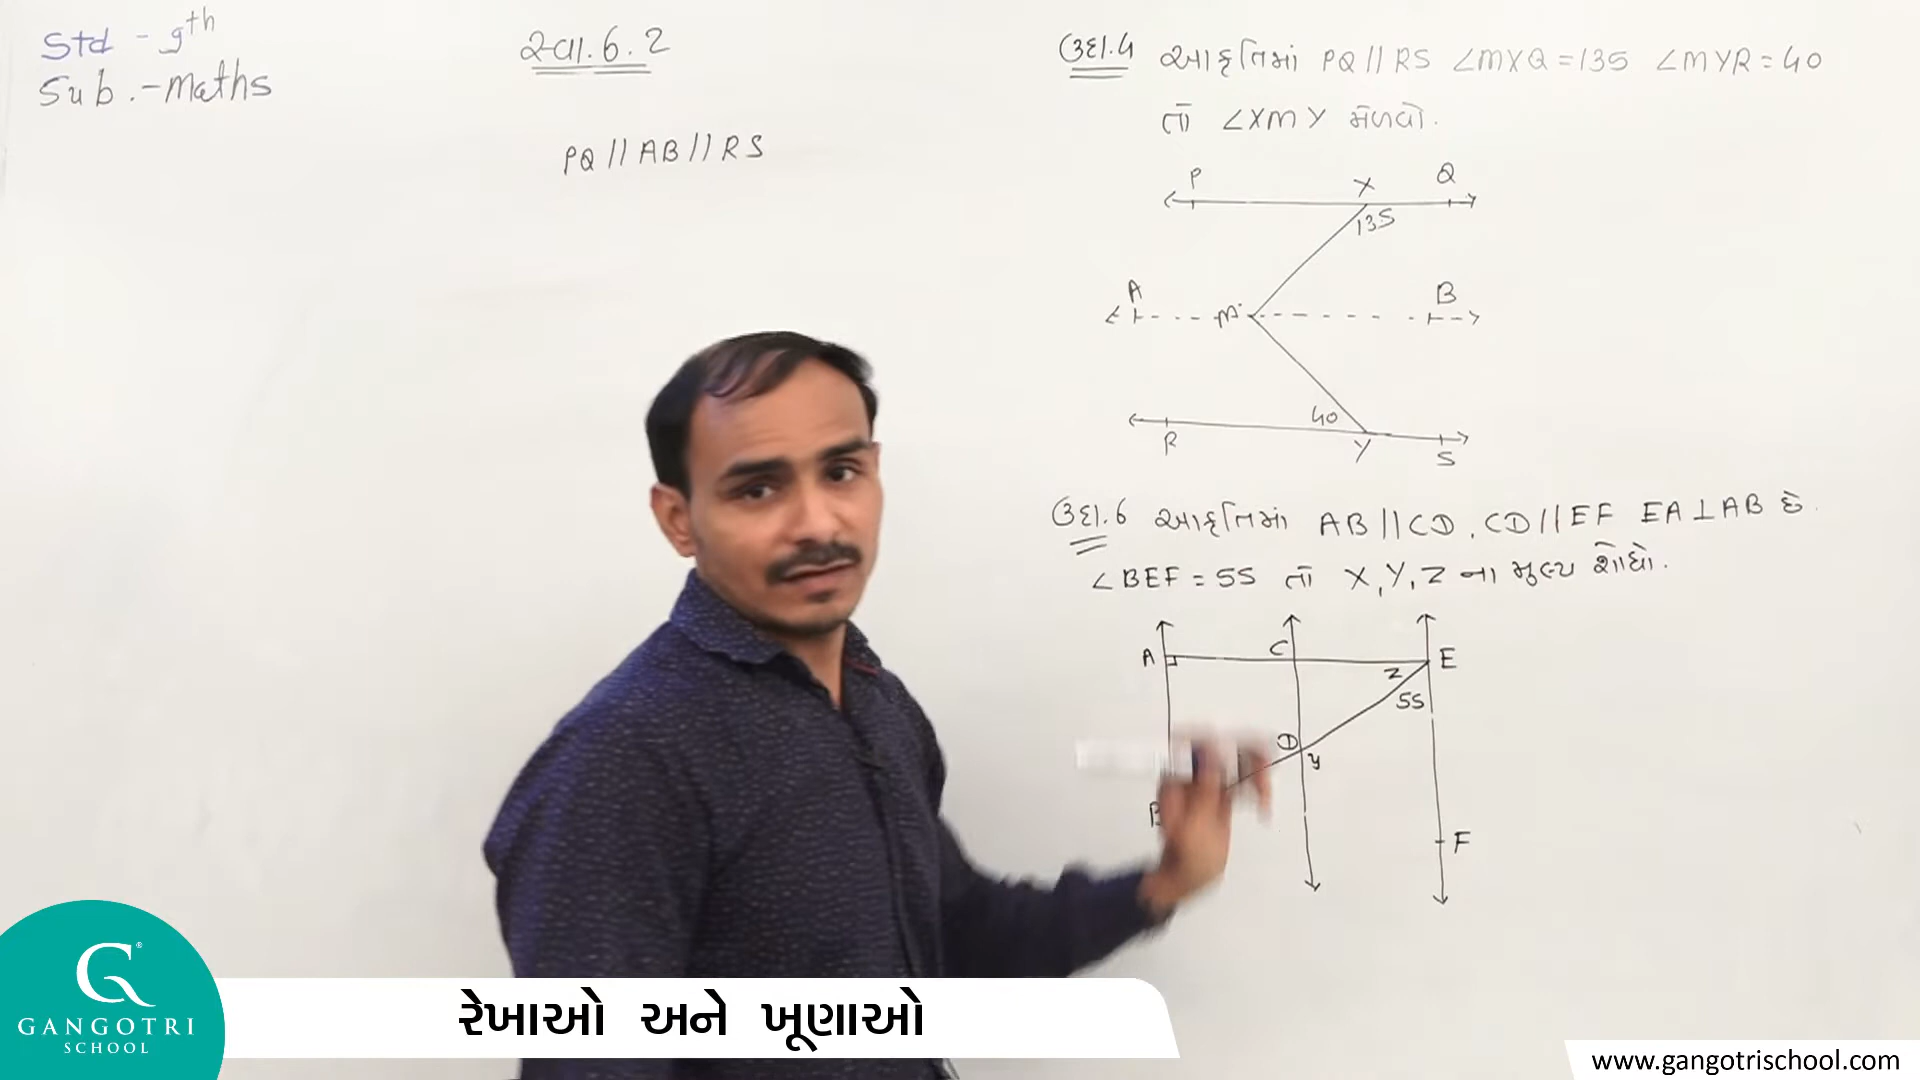 Std - 9th
Sub. - Maths
સ્વા. 6.2
PQ // AB // RS
ઉદા.4 આકૃતિમાં PQ // RS ∠MXQ = 135 ∠MYR = 40
તો ∠XMY મેળવો.
P X Q
135
A M B
40
R Y S
ઉદા.6 આકૃતિમાં AB // CD, CD // EF EA ⊥ AB છે.
∠BEF = 55 તો X, Y, Z ના મુલ્ય શોધો.
A C E
Z
55
D
y
B
F
G
GANGOTRI
SCHOOL
રેખાઓ અને ખૂણાઓ
www.gangotrischool.com